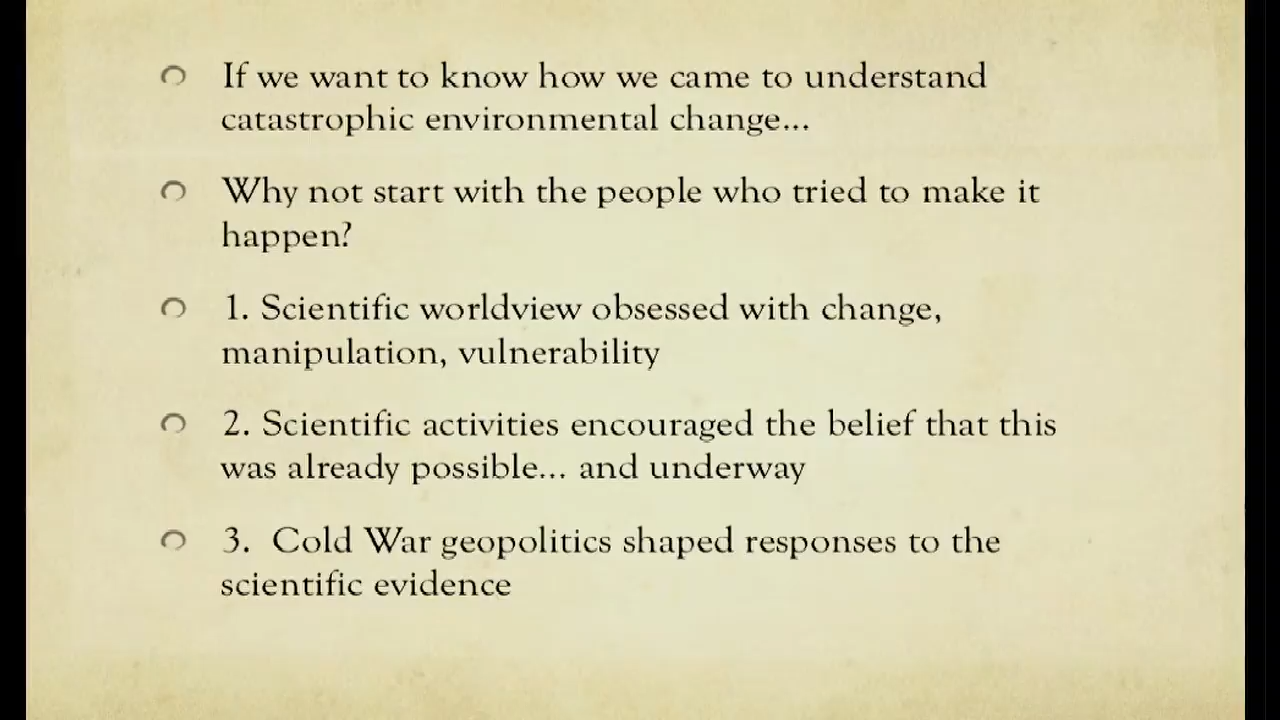 If we want to know how we came to understand
catastrophic environmental change...
Why not start with the people who tried to make it
happen?
1. Scientific worldview obsessed with change,
manipulation, vulnerability
2. Scientific activities encouraged the belief that this
was already possible... and underway
3.  Cold War geopolitics shaped responses to the
scientific evidence